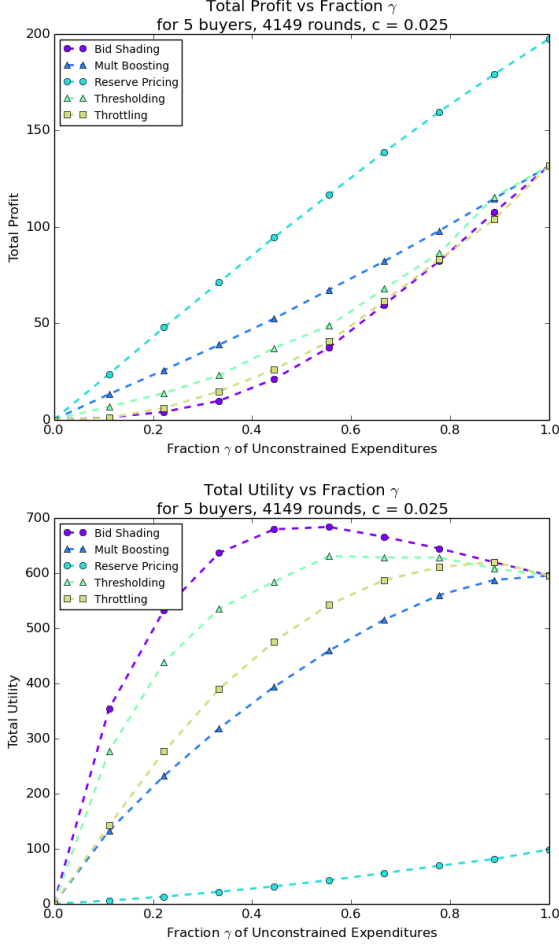 Total Profit vs Fraction γ
for 5 buyers, 4149 rounds, c = 0.025
200
150
100
50
0
Total Profit
Bid Shading
Mult Boosting
Reserve Pricing
Thresholding
Throttling
0.0 0.2 0.4 0.6 0.8 1.0
Fraction γ of Unconstrained Expenditures
Total Utility vs Fraction γ
for 5 buyers, 4149 rounds, c = 0.025
700
600
500
400
300
200
100
0
Total Utility
Bid Shading
Mult Boosting
Reserve Pricing
Thresholding
Throttling
0.0 0.2 0.4 0.6 0.8 1.0
Fraction γ of Unconstrained Expenditures